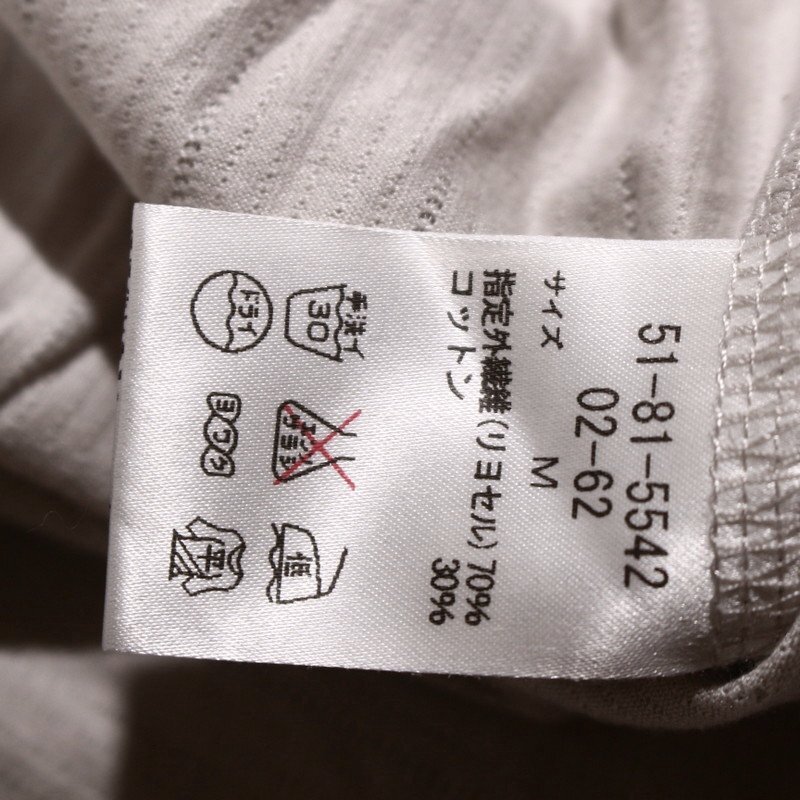 51-81-5542
02-62
サイズ M
指定外繊維(リヨセル) 70%
コットン 30%
手洗イ
30
エンソサラシ
低
ドライ
ヨワク
平